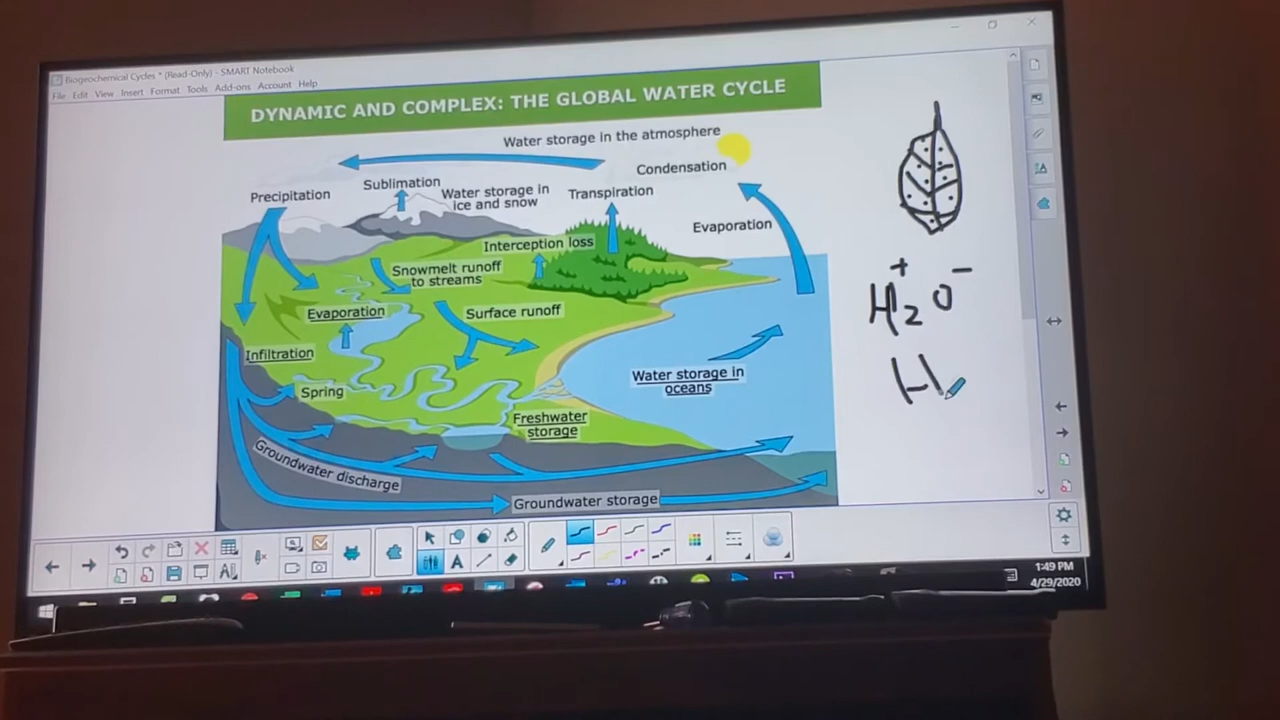 Biogeochemical Cycles * (Read-Only) - SMART Notebook
File Edit View Insert Format Tools Add-ons Account Help
DYNAMIC AND COMPLEX: THE GLOBAL WATER CYCLE
Water storage in the atmosphere
Condensation
Precipitation
Sublimation
Water storage in
ice and snow
Transpiration
Evaporation
Interception loss
Snowmelt runoff
to streams
Evaporation
Surface runoff
Infiltration
Spring
Water storage in
oceans
Freshwater
storage
Groundwater discharge
Groundwater storage
H₂⁺O⁻
H
A
A
1:49 PM
4/29/2020